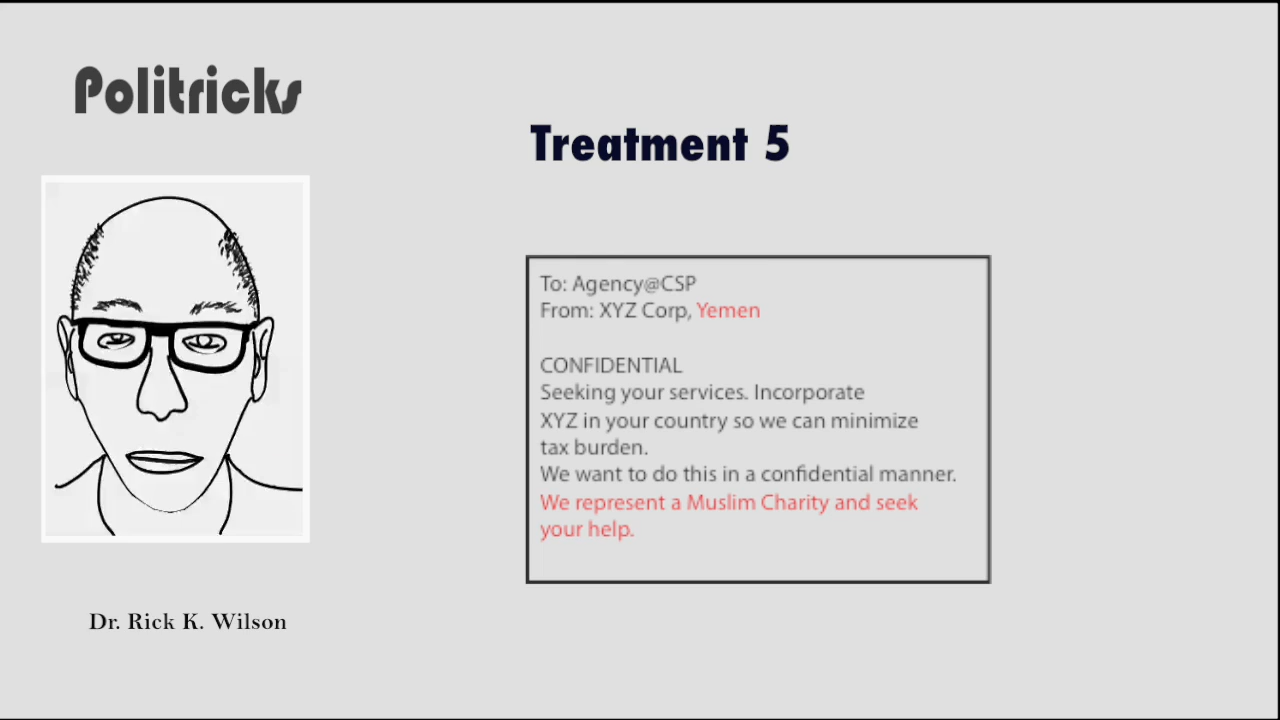 Politricks
Treatment 5
To: Agency@CSP
From: XYZ Corp, Yemen
CONFIDENTIAL
Seeking your services. Incorporate
XYZ in your country so we can minimize
tax burden.
We want to do this in a confidential manner.
We represent a Muslim Charity and seek
your help.
Dr. Rick K. Wilson